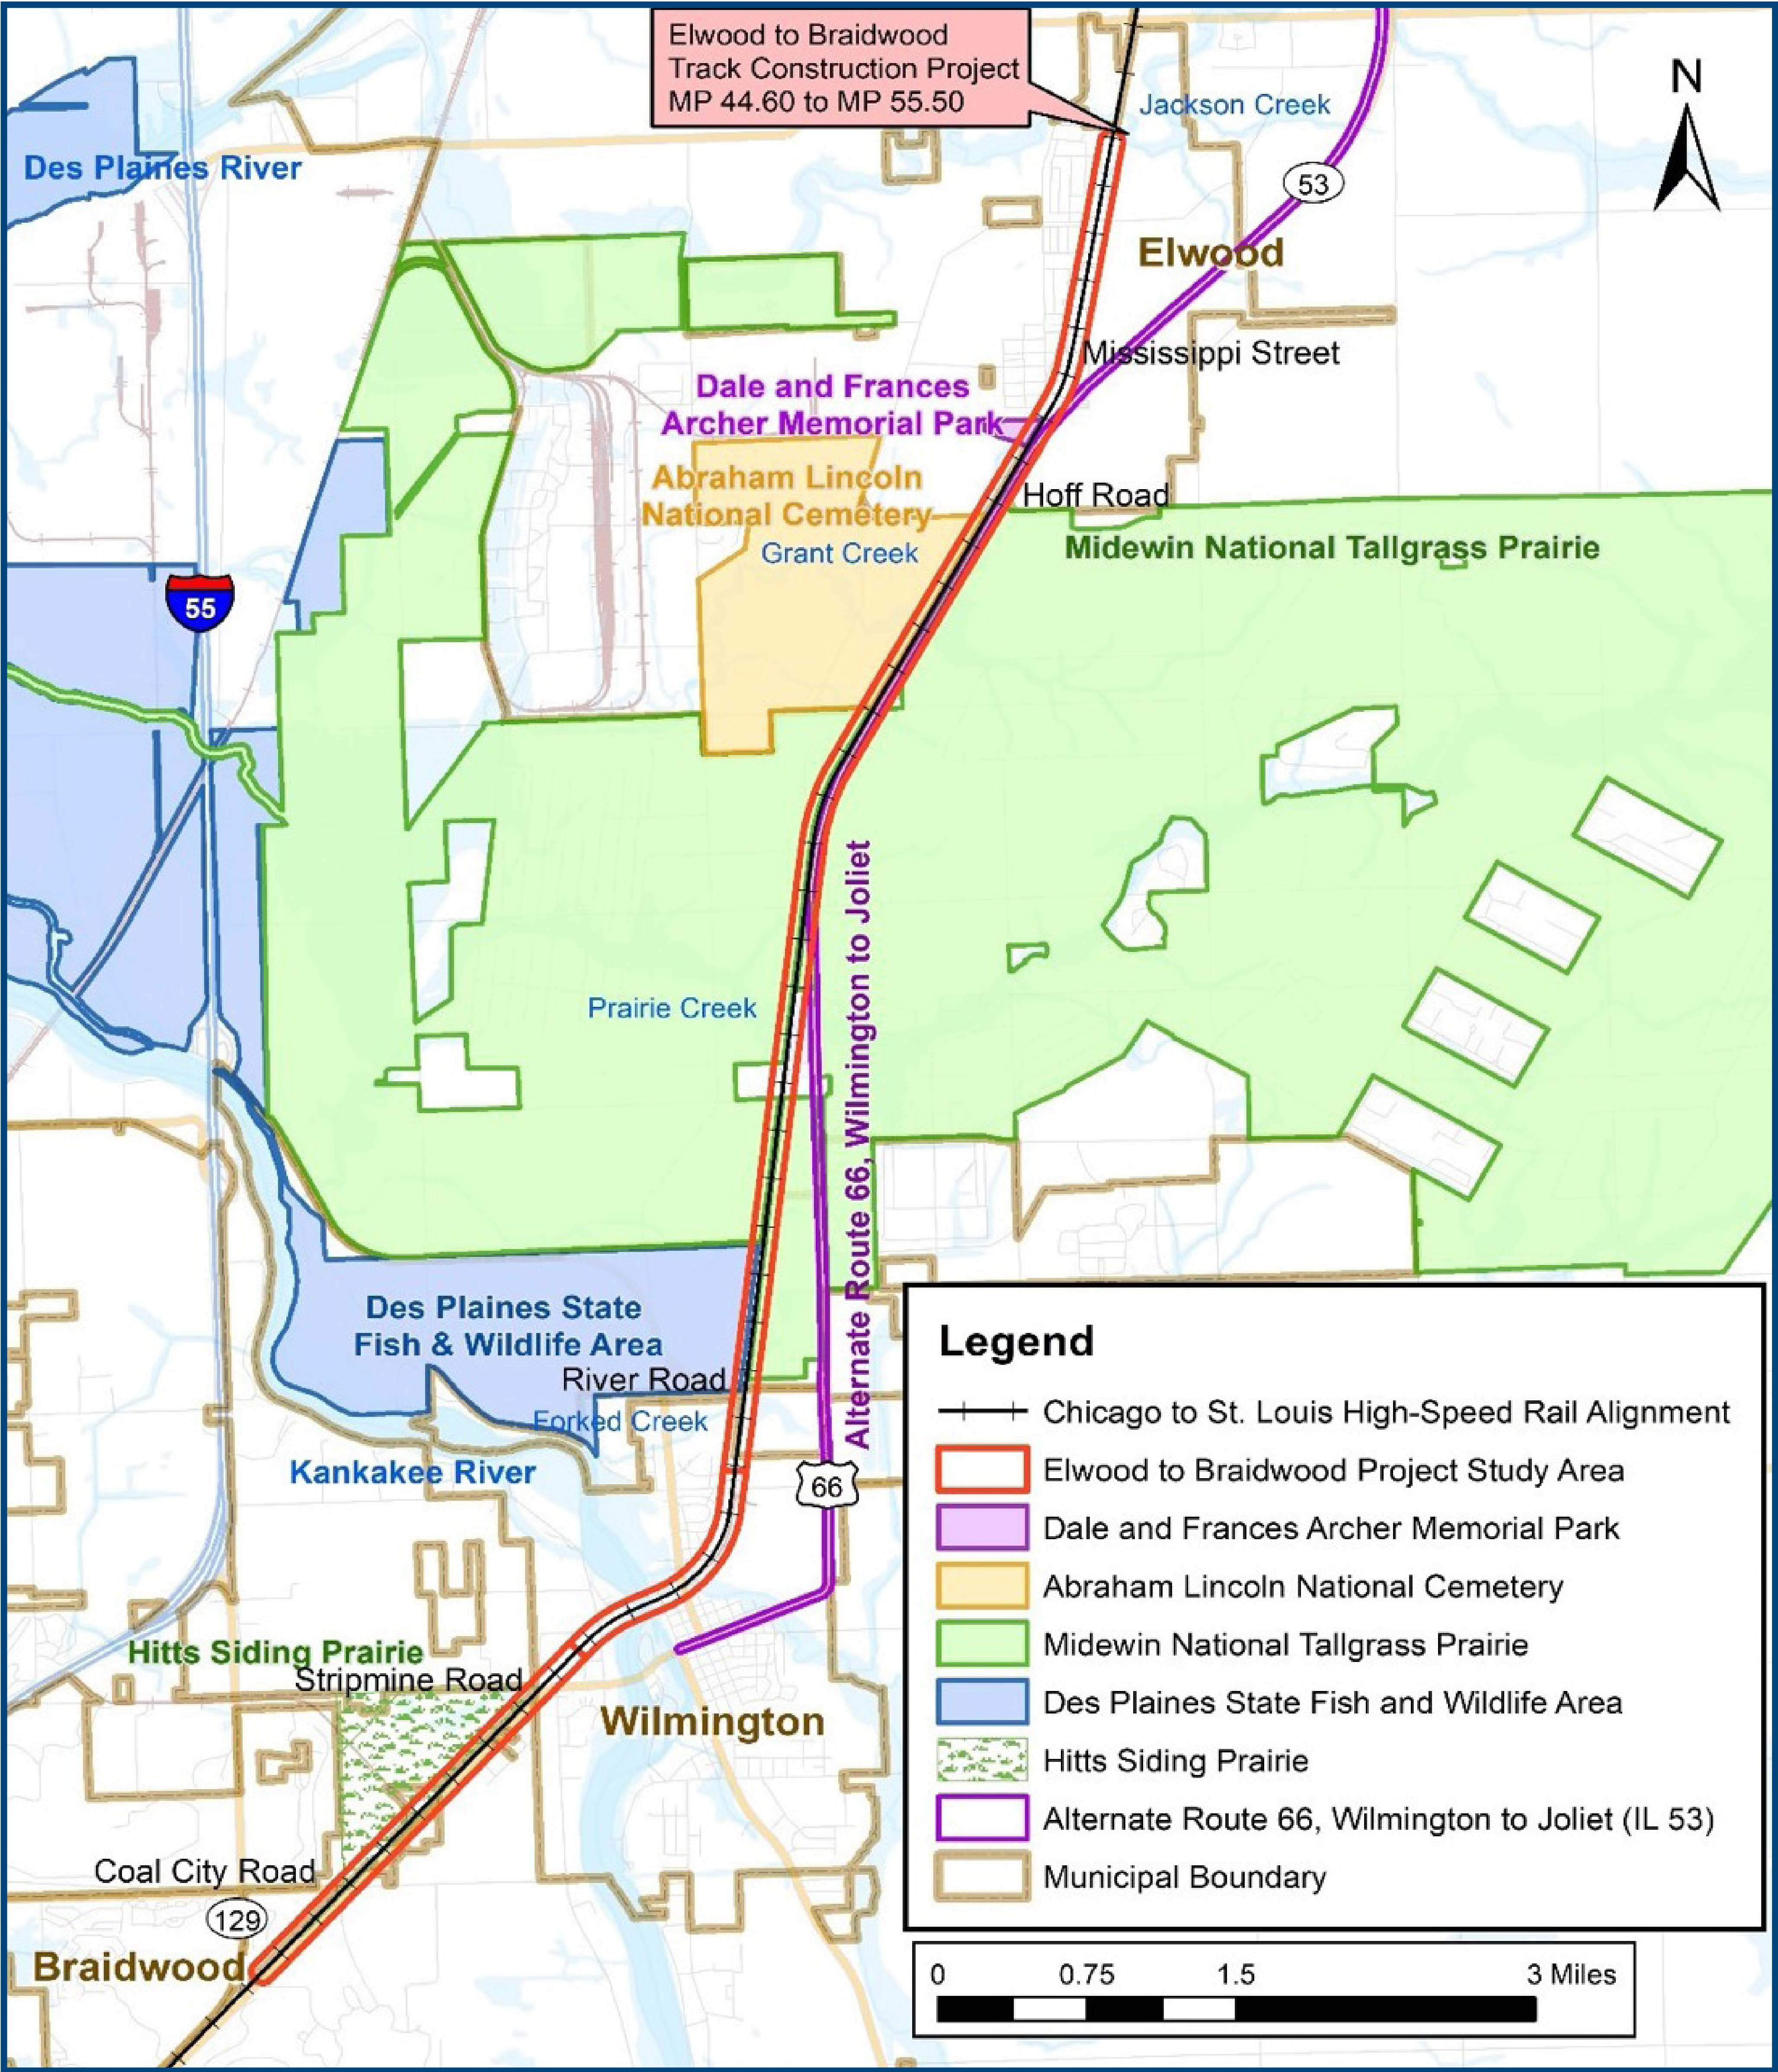 Elwood to Braidwood
Track Construction Project
MP 44.60 to MP 55.50
N
Jackson Creek
Des Plaines River
53
Elwood
Mississippi Street
Dale and Frances
Archer Memorial Park
Abraham Lincoln
National Cemetery
Hoff Road
Grant Creek
Midewin National Tallgrass Prairie
55
Alternate Route 66, Wilmington to Joliet
Prairie Creek
Des Plaines State
Fish & Wildlife Area
River Road
Forked Creek
Kankakee River
66
Hitts Siding Prairie
Stripmine Road
Wilmington
Coal City Road
129
Braidwood
Legend
Chicago to St. Louis High-Speed Rail Alignment
Elwood to Braidwood Project Study Area
Dale and Frances Archer Memorial Park
Abraham Lincoln National Cemetery
Midewin National Tallgrass Prairie
Des Plaines State Fish and Wildlife Area
Hitts Siding Prairie
Alternate Route 66, Wilmington to Joliet (IL 53)
Municipal Boundary
0 0.75 1.5 3 Miles